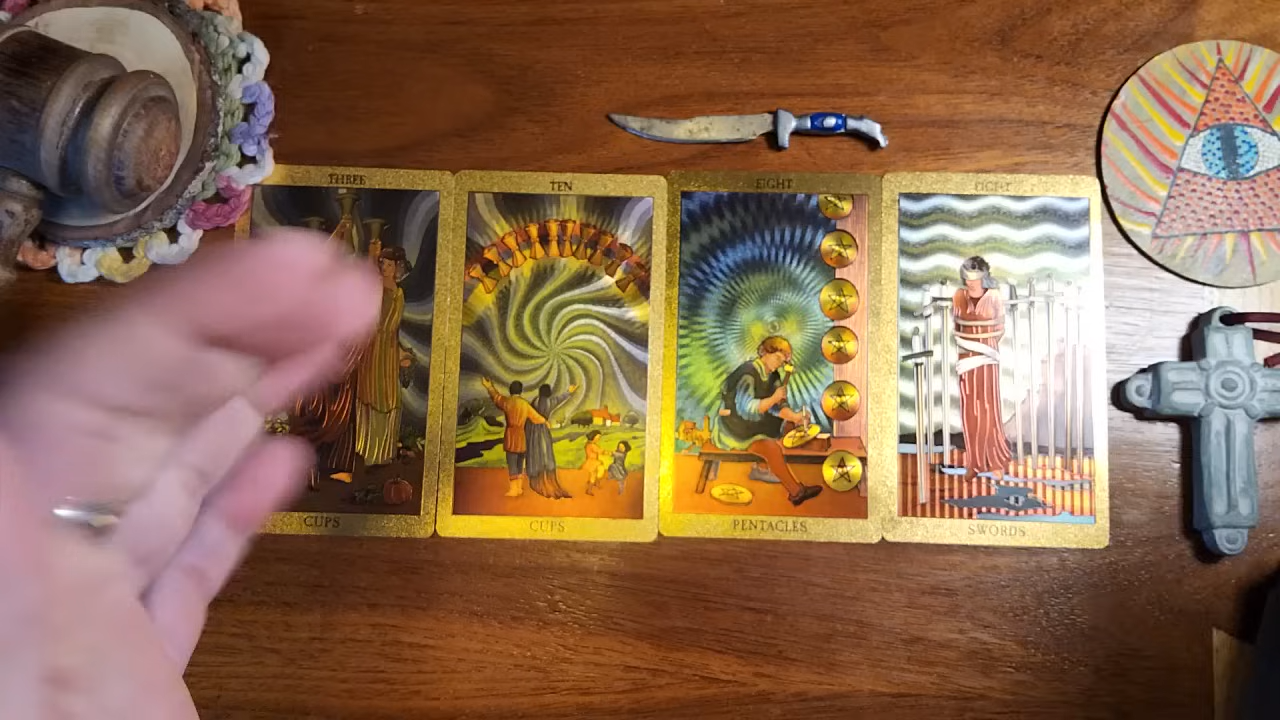 THREE
TEN
EIGHT
EIGHT
CUPS
CUPS
PENTACLES
SWORDS